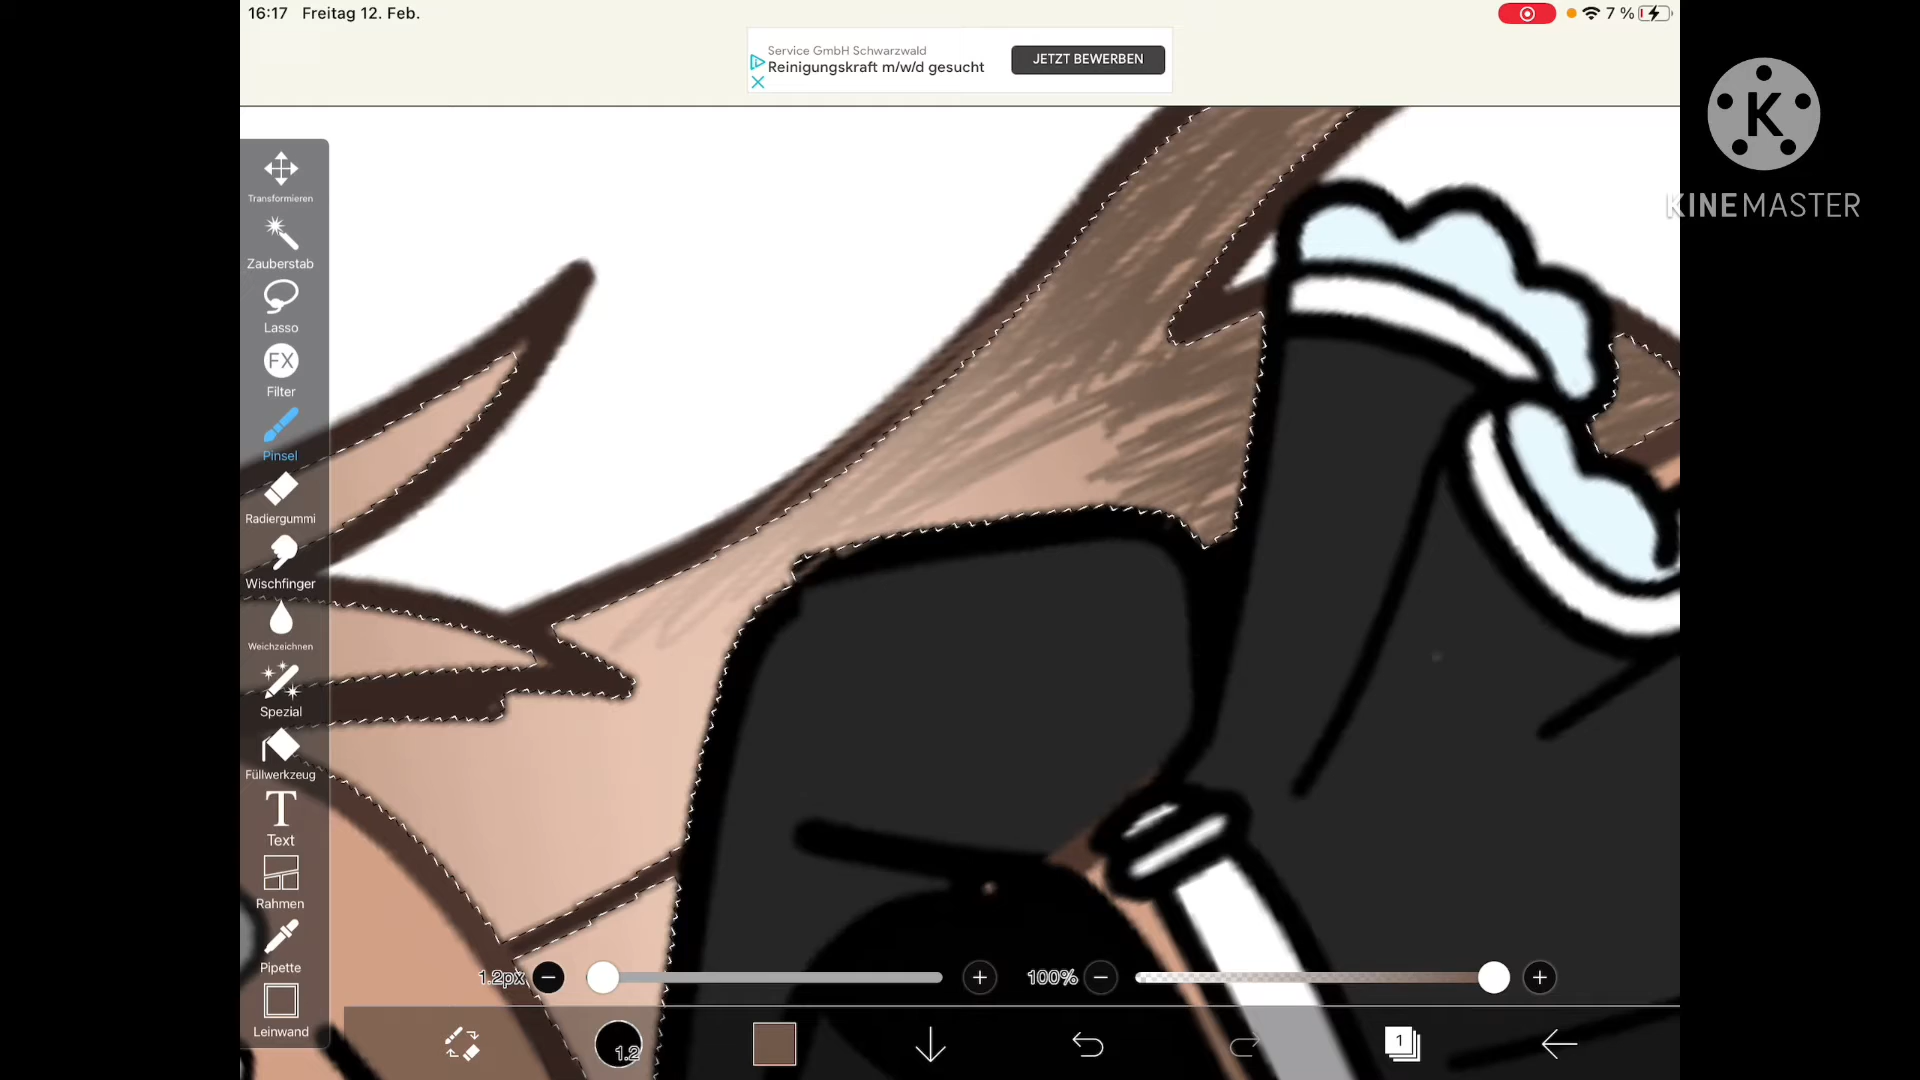 16:17 Freitag 12. Feb.
7 %
Service GmbH Schwarzwald
Reinigungskraft m/w/d gesucht
JETZT BEWERBEN
K
KINEMASTER
Transformieren
Zauberstab
Lasso
FX
Filter
Pinsel
Radiergummi
Wischfinger
Weichzeichnen
Spezial
Füllwerkzeug
T
Text
Rahmen
Pipette
Leinwand
1.2px
100%
1.2
1